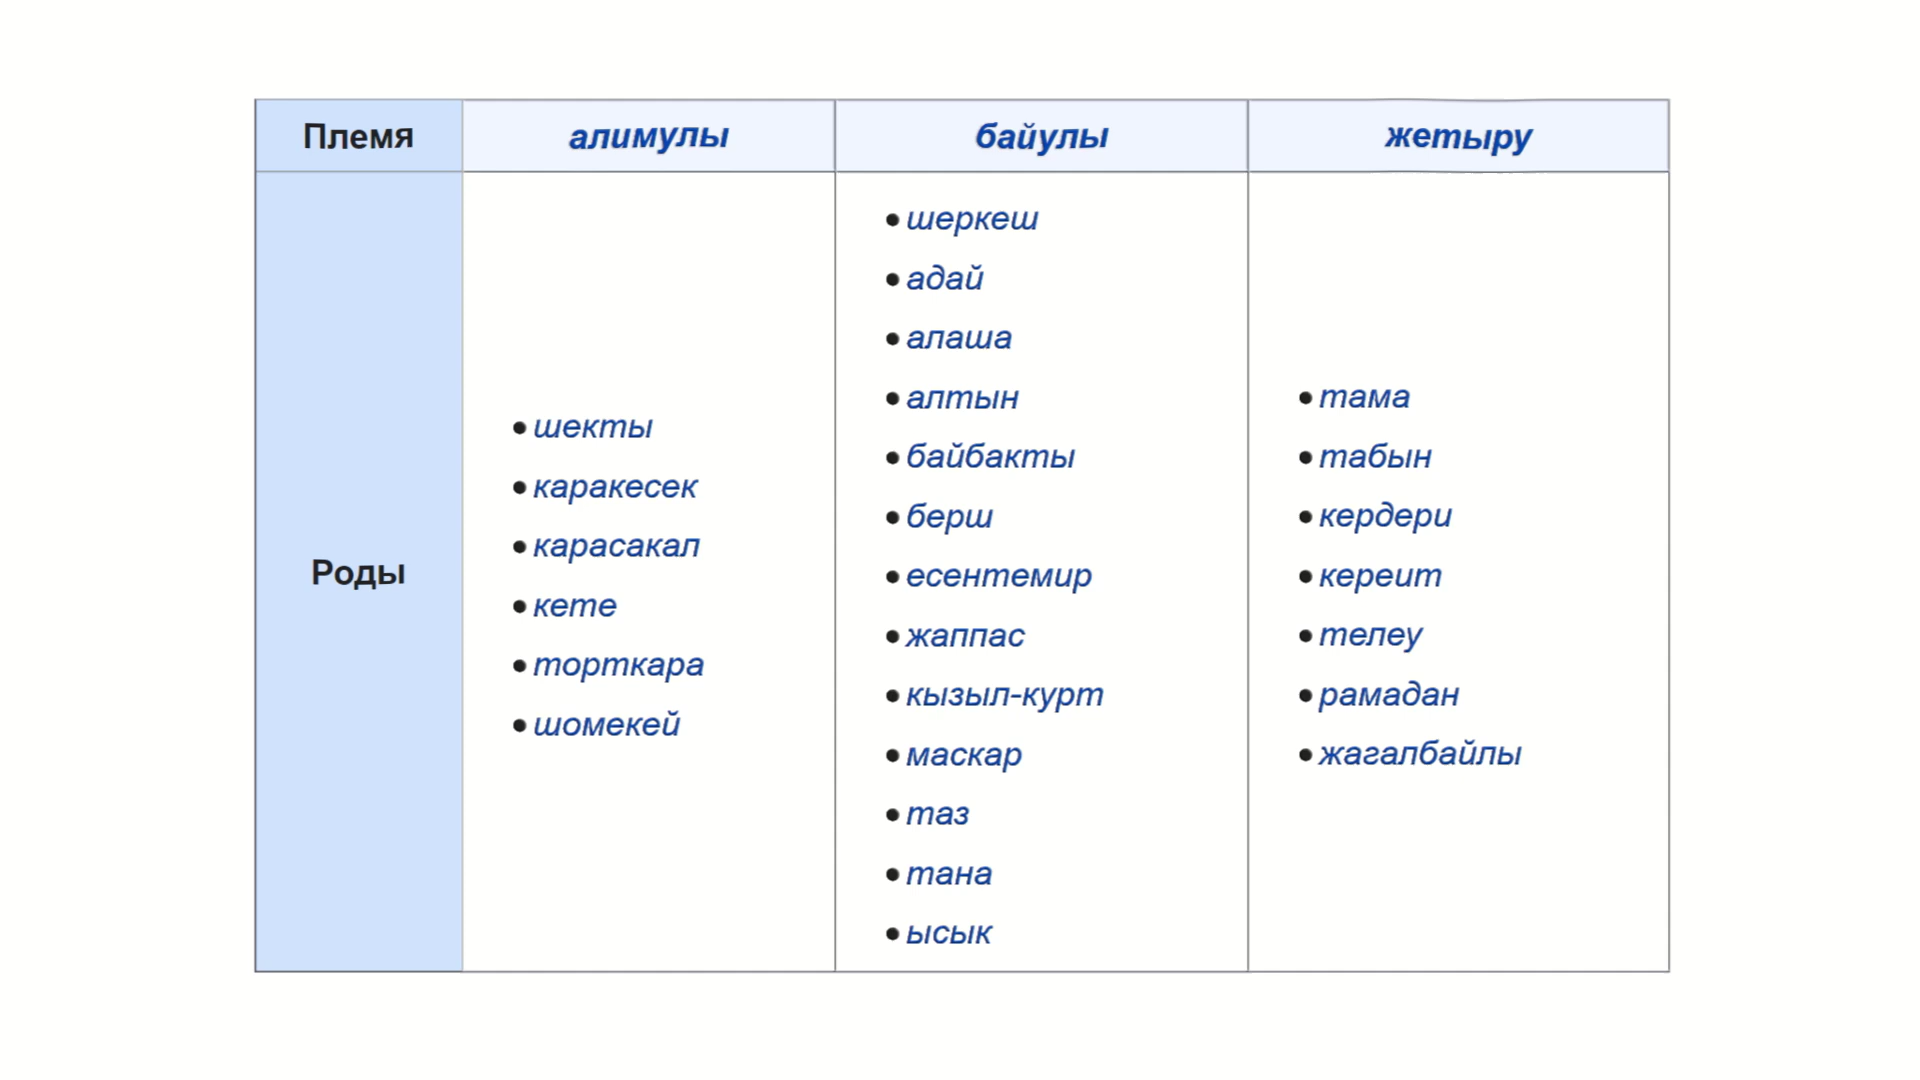 Племя
алимулы
байулы
жетыру
Роды
шекты
каракесек
карасакал
кете
торткара
шомекей
шеркеш
адай
алаша
алтын
байбакты
берш
есентемир
жаппас
кызыл-курт
маскар
таз
тана
ысык
тама
табын
кердери
кереит
телеу
рамадан
жагалбайлы